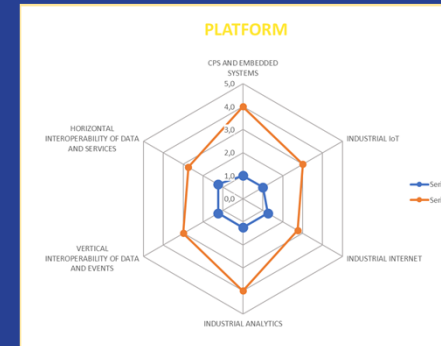 PLATFORM
CPS AND EMBEDDED
SYSTEMS
5,0
4,0
3,0
2,0
1,0
0,0
HORIZONTAL
INTEROPERABILITY OF DATA
AND SERVICES
INDUSTRIAL IoT
VERTICAL
INTEROPERABILITY OF DATA
AND EVENTS
INDUSTRIAL INTERNET
INDUSTRIAL ANALYTICS